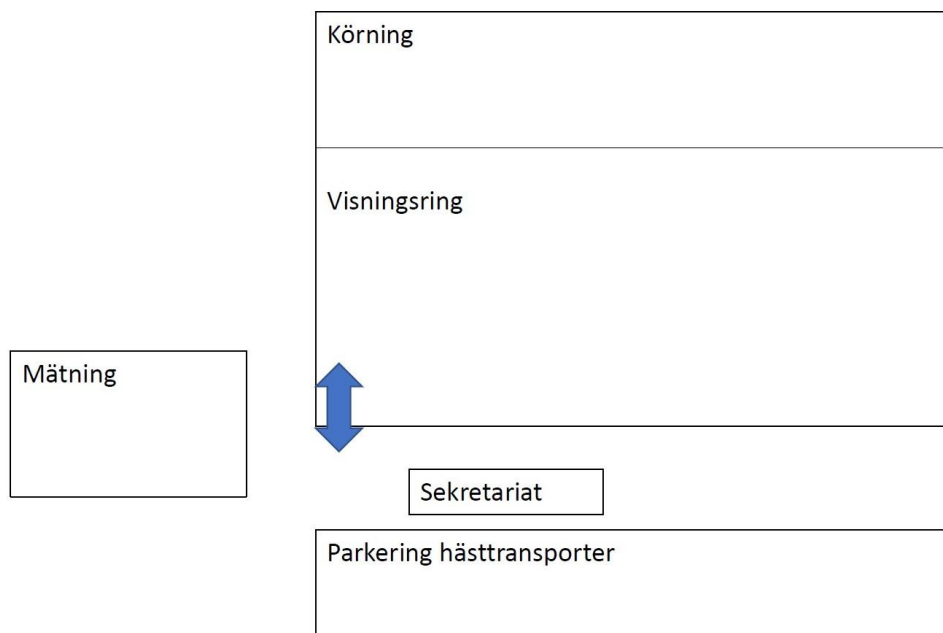 Körning
Visningsring
Mätning
Sekretariat
Parkering hästtransporter